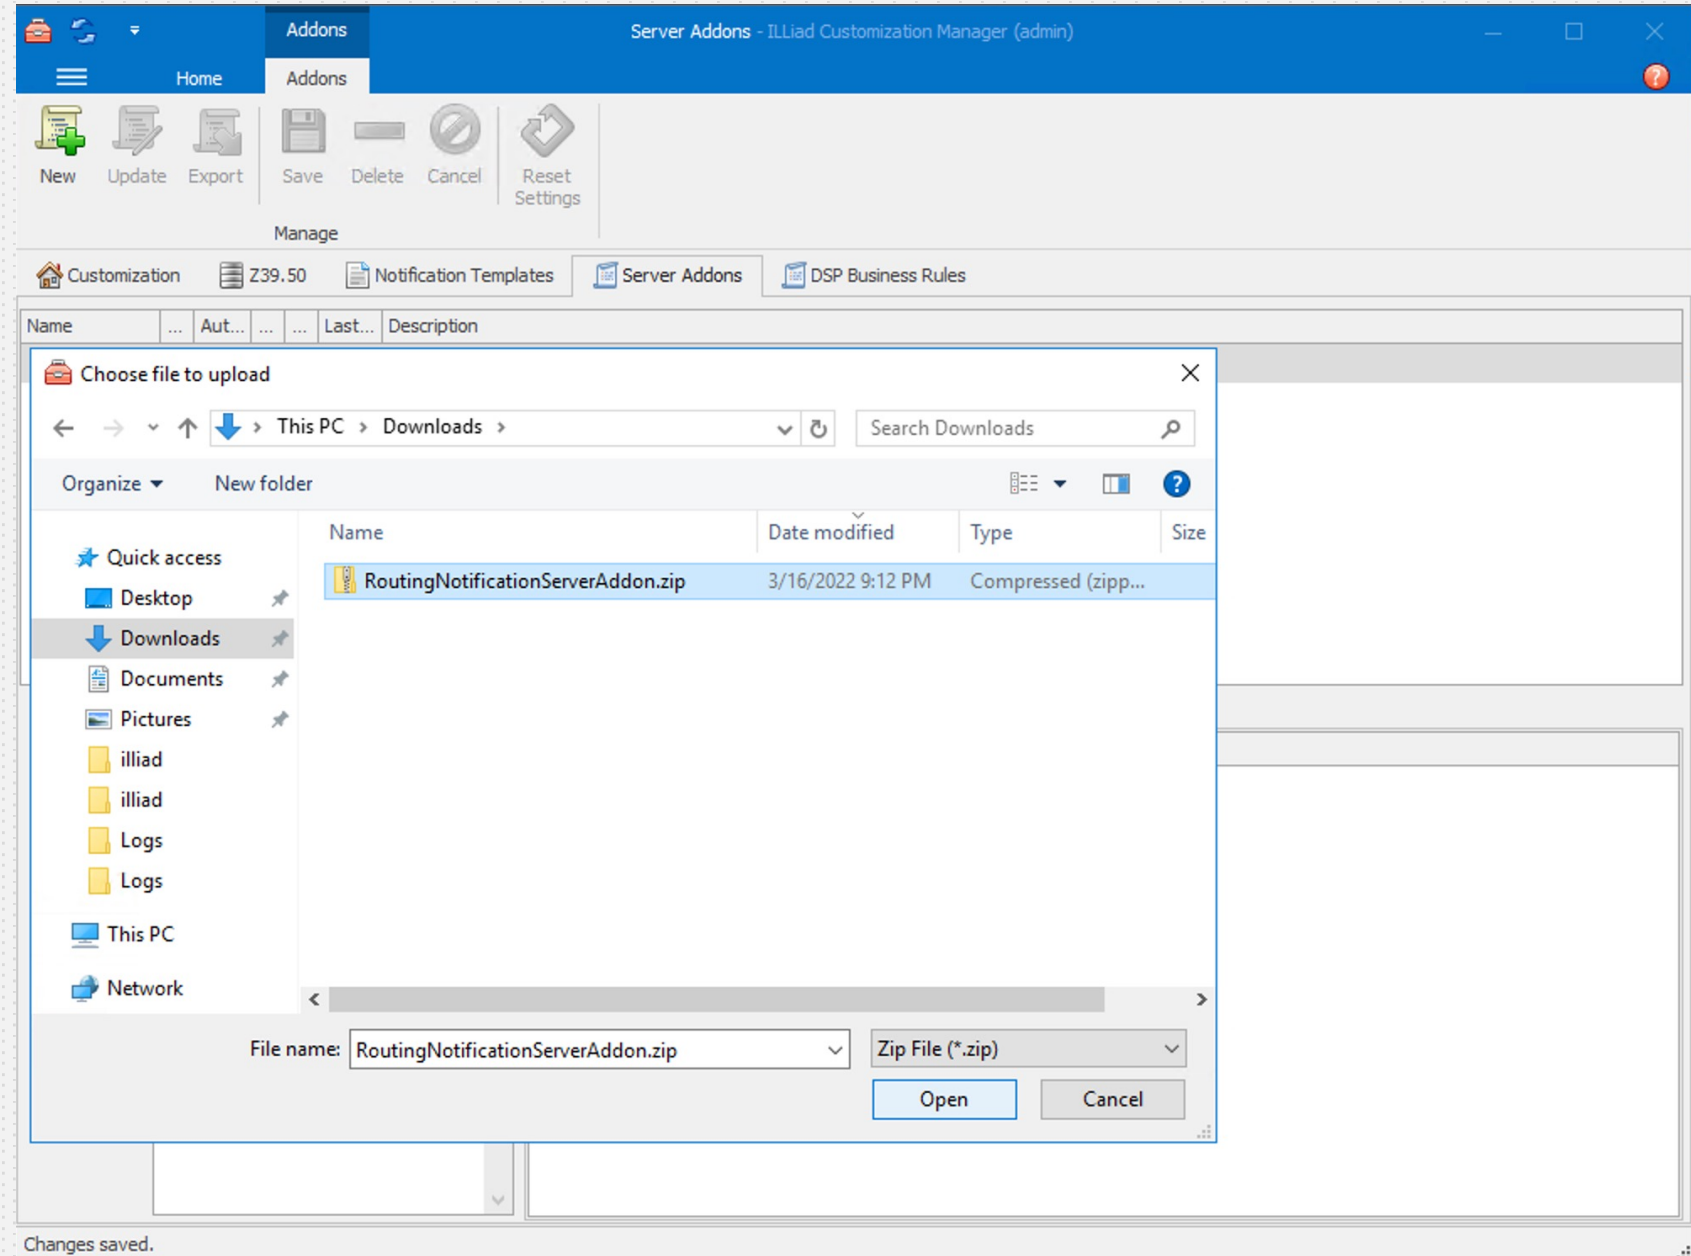 Addons
Server Addons - ILLiad Customization Manager (admin)
Home
Addons
New
Update
Export
Save
Delete
Cancel
Reset
Settings
Manage
Customization
Z39.50
Notification Templates
Server Addons
DSP Business Rules
Name
...
Aut...
...
...
Last...
Description
Choose file to upload
This PC
Downloads
Search Downloads
Organize
New folder
Name
Date modified
Type
Size
Quick access
RoutingNotificationServerAddon.zip
3/16/2022 9:12 PM
Compressed (zipp...
Desktop
Downloads
Documents
Pictures
illiad
illiad
Logs
Logs
This PC
Network
File name:
RoutingNotificationServerAddon.zip
Zip File (*.zip)
Open
Cancel
Changes saved.